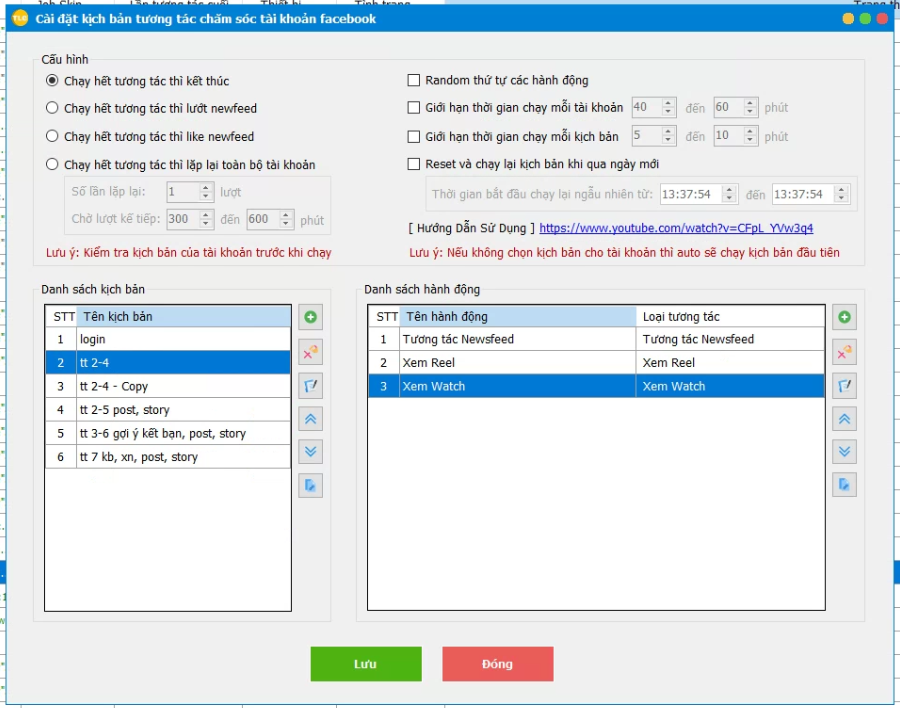 Cài đặt kịch bản tương tác chăm sóc tài khoản facebook
Cấu hình
Chạy hết tương tác thì kết thúc
Chạy hết tương tác thì lướt newfeed
Chạy hết tương tác thì like newfeed
Chạy hết tương tác thì lặp lại toàn bộ tài khoản
Số lần lặp lại: 1 lượt
Chờ lượt kế tiếp: 300 đến 600 phút
Lưu ý: Kiểm tra kịch bản của tài khoản trước khi chạy
Random thứ tự các hành động
Giới hạn thời gian chạy mỗi tài khoản 40 đến 60 phút
Giới hạn thời gian chạy mỗi kịch bản 5 đến 10 phút
Reset và chạy lại kịch bản khi qua ngày mới
Thời gian bắt đầu chạy lại ngẫu nhiên từ: 13:37:54 đến 13:37:54
[ Hướng Dẫn Sử Dụng ] https://www.youtube.com/watch?v=CFpL_YVw3q4
Lưu ý: Nếu không chọn kịch bản cho tài khoản thì auto sẽ chạy kịch bản đầu tiên
Danh sách kịch bản
STT Tên kịch bản
1 login
2 tt 2-4
3 tt 2-4 - Copy
4 tt 2-5 post, story
5 tt 3-6 gợi ý kết bạn, post, story
6 tt 7 kb, xn, post, story
Danh sách hành động
STT Tên hành động Loại tương tác
1 Tương tác Newsfeed Tương tác Newsfeed
2 Xem Reel Xem Reel
3 Xem Watch Xem Watch
Lưu
Đóng